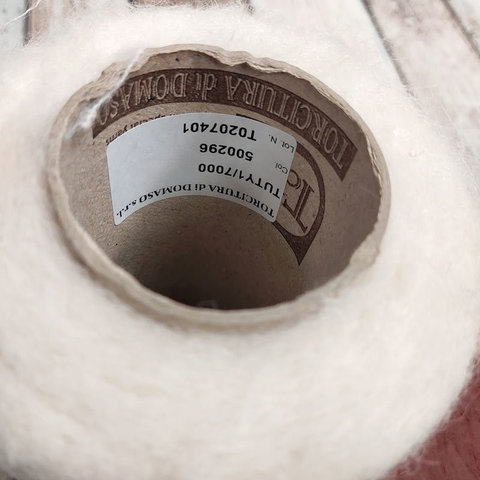 TORCITURA di DOMASO
TORCITURA di DOMASO s.r.l.
TUTY1/7000
Col 500296
Lot N. T0207401